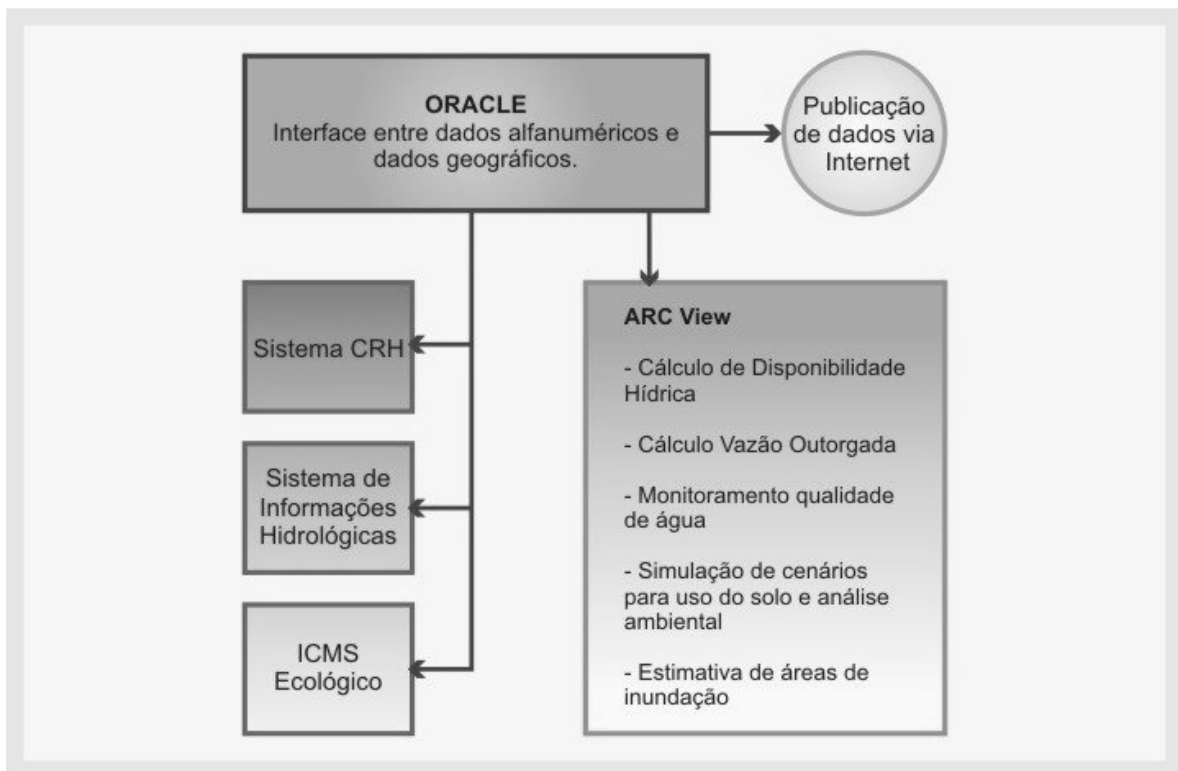 ORACLE
Interface entre dados alfanuméricos e
dados geográficos.
Publicação
de dados via
Internet
Sistema CRH
Sistema de
Informações
Hidrológicas
ICMS
Ecológico
ARC View
- Cálculo de Disponibilidade
Hídrica
- Cálculo Vazão Outorgada
- Monitoramento qualidade
de água
- Simulação de cenários
para uso do solo e análise
ambiental
- Estimativa de áreas de
inundação